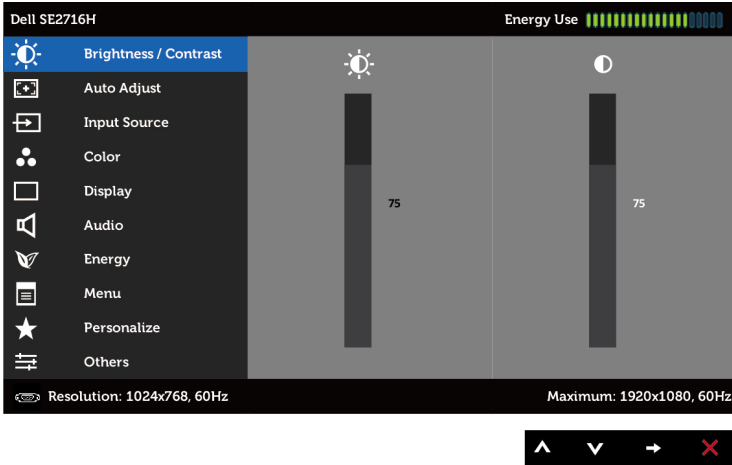 Dell SE2716H Energy Use
Brightness / Contrast
Auto Adjust
Input Source
Color
Display
75 75
Audio
Energy
Menu
Personalize
Others
Resolution: 1024x768, 60Hz Maximum: 1920x1080, 60Hz